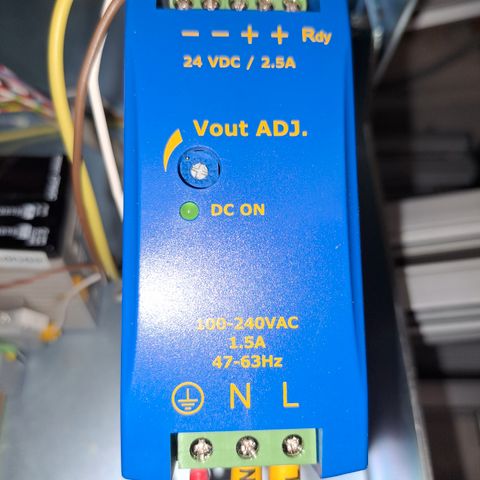 − − + + Rdy
24 VDC / 2.5A
Vout ADJ.
DC ON
100-240VAC
1.5A
47-63Hz
N L
N